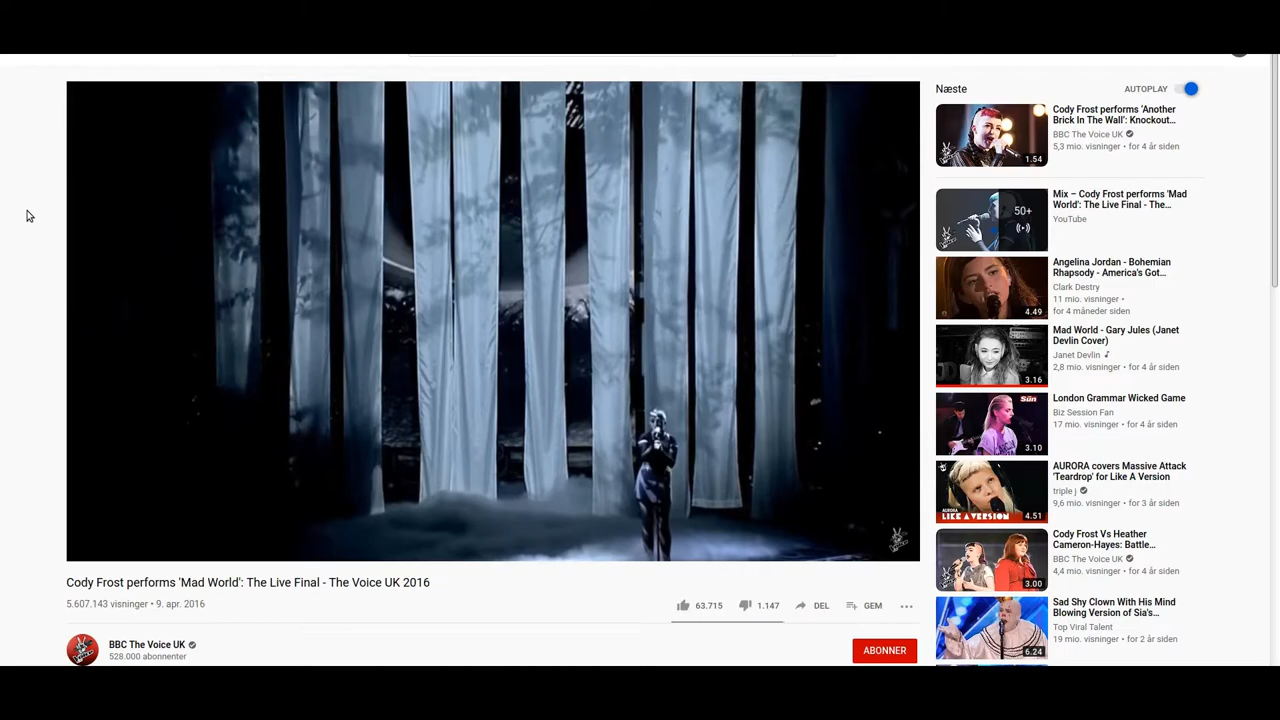 Cody Frost performs 'Mad World': The Live Final - The Voice UK 2016
5.607.143 visninger • 9. apr. 2016
63.715
1.147
DEL
GEM
BBC The Voice UK
528.000 abonnenter
ABONNER
Næste
AUTOPLAY
Cody Frost performs 'Another
Brick In The Wall': Knockout...
BBC The Voice UK
5,3 mio. visninger • for 4 år siden
1.54
Mix – Cody Frost performs 'Mad
World': The Live Final - The...
YouTube
50+
Angelina Jordan - Bohemian
Rhapsody - America's Got...
Clark Destry
11 mio. visninger •
for 4 måneder siden
4.49
Mad World - Gary Jules (Janet
Devlin Cover)
Janet Devlin
2,8 mio. visninger • for 4 år siden
3.16
London Grammar Wicked Game
Biz Session Fan
17 mio. visninger • for 4 år siden
Sün
3.10
AURORA covers Massive Attack
'Teardrop' for Like A Version
triple j
9,6 mio. visninger • for 3 år siden
AURORA
LIKE A VERSION
4.51
Cody Frost Vs Heather
Cameron-Hayes: Battle...
BBC The Voice UK
4,4 mio. visninger • for 4 år siden
3.00
Sad Shy Clown With His Mind
Blowing Version of Sia's...
Top Viral Talent
19 mio. visninger • for 2 år siden
6.24